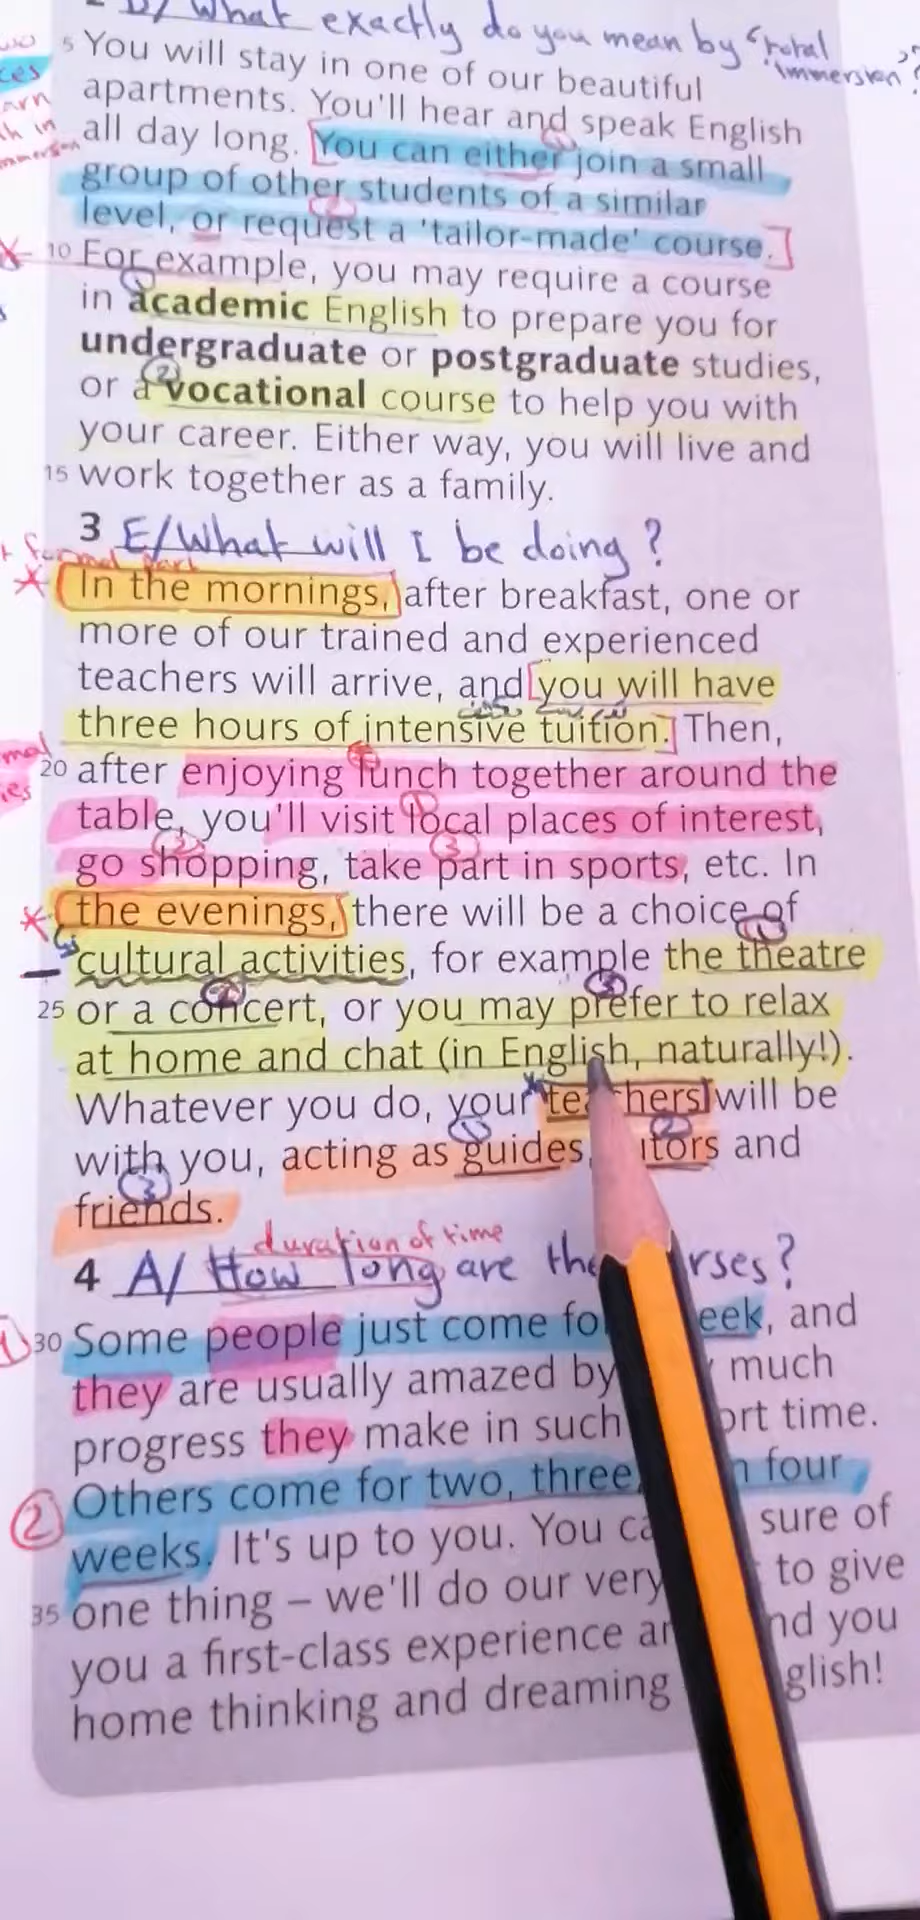 D/ What exactly do you mean by 'total
immersion'?
5 You will stay in one of our beautiful
apartments. You'll hear and speak English
all day long. You can either join a small
group of other students of a similar
level, or request a 'tailor-made' course.
10 For example, you may require a course
in academic English to prepare you for
undergraduate or postgraduate studies,
or a vocational course to help you with
your career. Either way, you will live and
15 work together as a family.
3 E/ What will I be doing?
In the mornings, after breakfast, one or
more of our trained and experienced
teachers will arrive, and you will have
three hours of intensive tuition. Then,
20 after enjoying lunch together around the
table, you'll visit local places of interest,
go shopping, take part in sports, etc. In
the evenings, there will be a choice of
cultural activities, for example the theatre
25 or a concert, or you may prefer to relax
at home and chat (in English, naturally!).
Whatever you do, your teachers will be
with you, acting as guides, and
friends.
duration of time
4 A/ How long are the
1 30 Some people just come eek, and
they are usually amazed by much
progress they make in such time.
2 Others come for two, three, four
weeks. It's up to you. You sure of
35 one thing – we'll do our very to give
you a first-class experience you
home thinking and dreaming